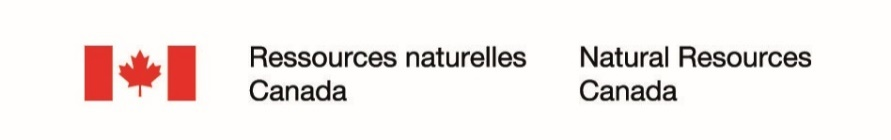 Ressources naturelles
Canada
Natural Resources
Canada